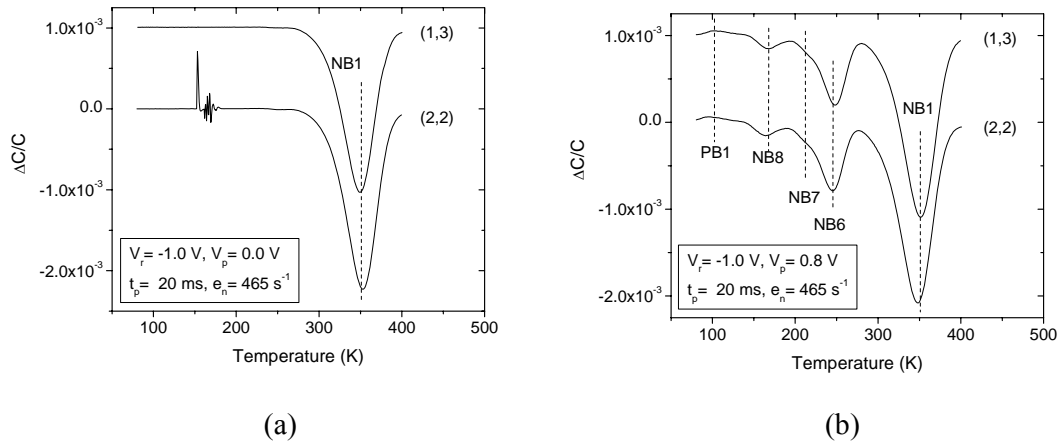 1.0x10⁻³
0.0
-1.0x10⁻³
-2.0x10⁻³
ΔC/C
(1,3)
NB1
(2,2)
V_r= -1.0 V, V_p= 0.0 V
t_p= 20 ms, e_n= 465 s⁻¹
100 200 300 400 500
Temperature (K)
(a)
1.0x10⁻³
0.0
-1.0x10⁻³
-2.0x10⁻³
ΔC/C
(1,3)
NB1
(2,2)
PB1
NB8
NB7
NB6
V_r= -1.0 V, V_p= 0.8 V
t_p= 20 ms, e_n= 465 s⁻¹
100 200 300 400 500
Temperature (K)
(b)